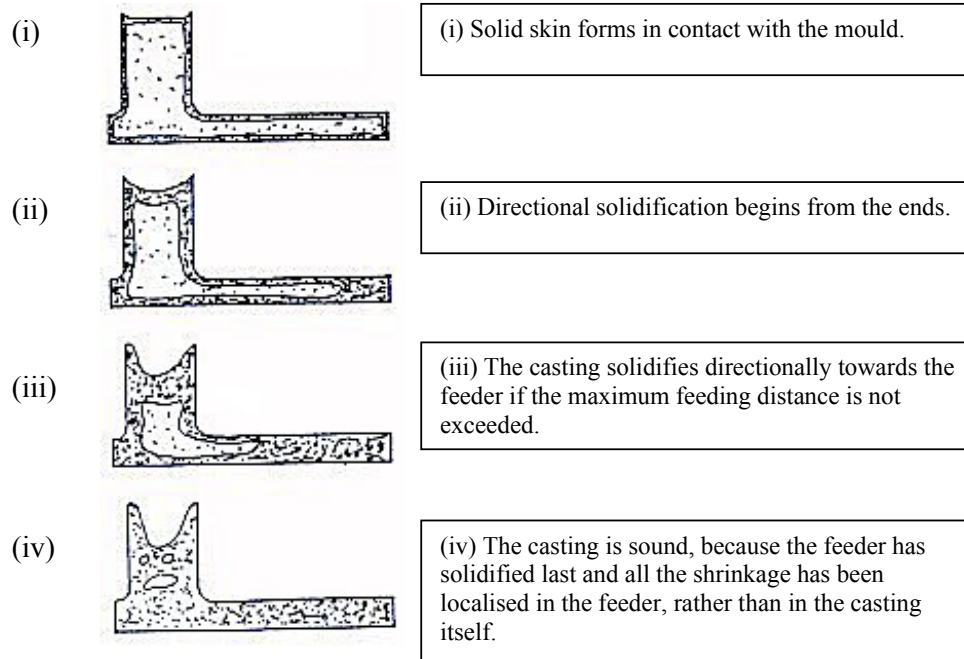 (i)
(i) Solid skin forms in contact with the mould.
(ii)
(ii) Directional solidification begins from the ends.
(iii)
(iii) The casting solidifies directionally towards the
feeder if the maximum feeding distance is not
exceeded.
(iv)
(iv) The casting is sound, because the feeder has
solidified last and all the shrinkage has been
localised in the feeder, rather than in the casting
itself.